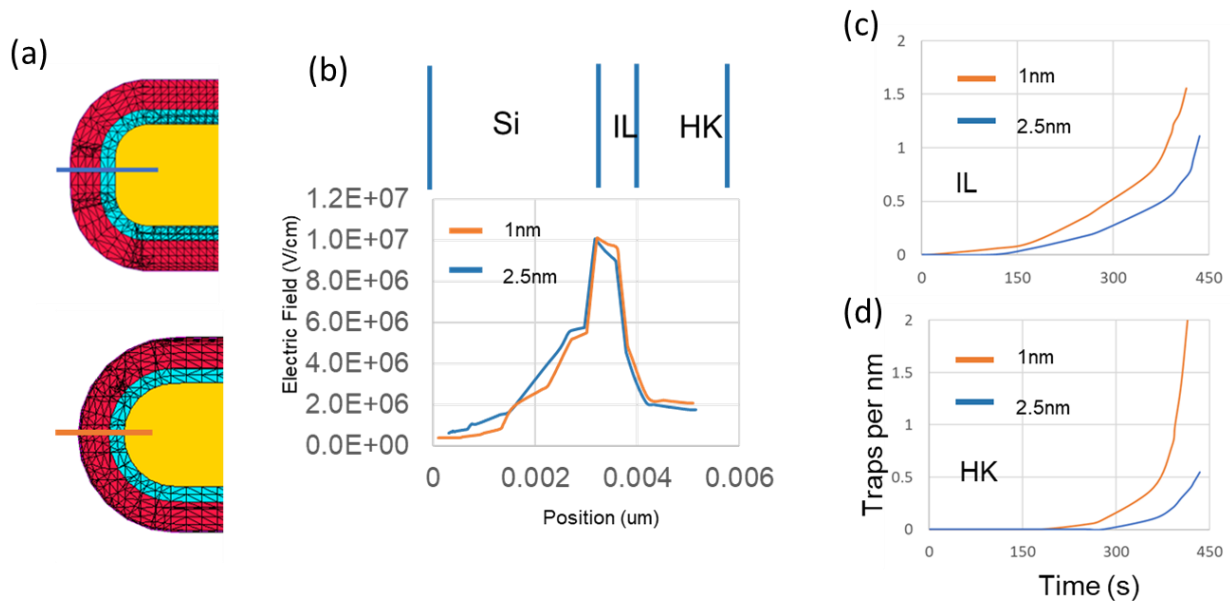 (a)
(b)
Si
IL
HK
1.2E+07
1.0E+07
8.0E+06
6.0E+06
4.0E+06
2.0E+06
0.0E+00
Electric Field (V/cm)
1nm
2.5nm
0
0.002
0.004
0.006
Position (um)
(c)
2
1.5
1
0.5
0
1nm
2.5nm
IL
0
150
300
450
(d)
2
1.5
1
0.5
0
Traps per nm
1nm
2.5nm
HK
0
150
300
450
Time (s)